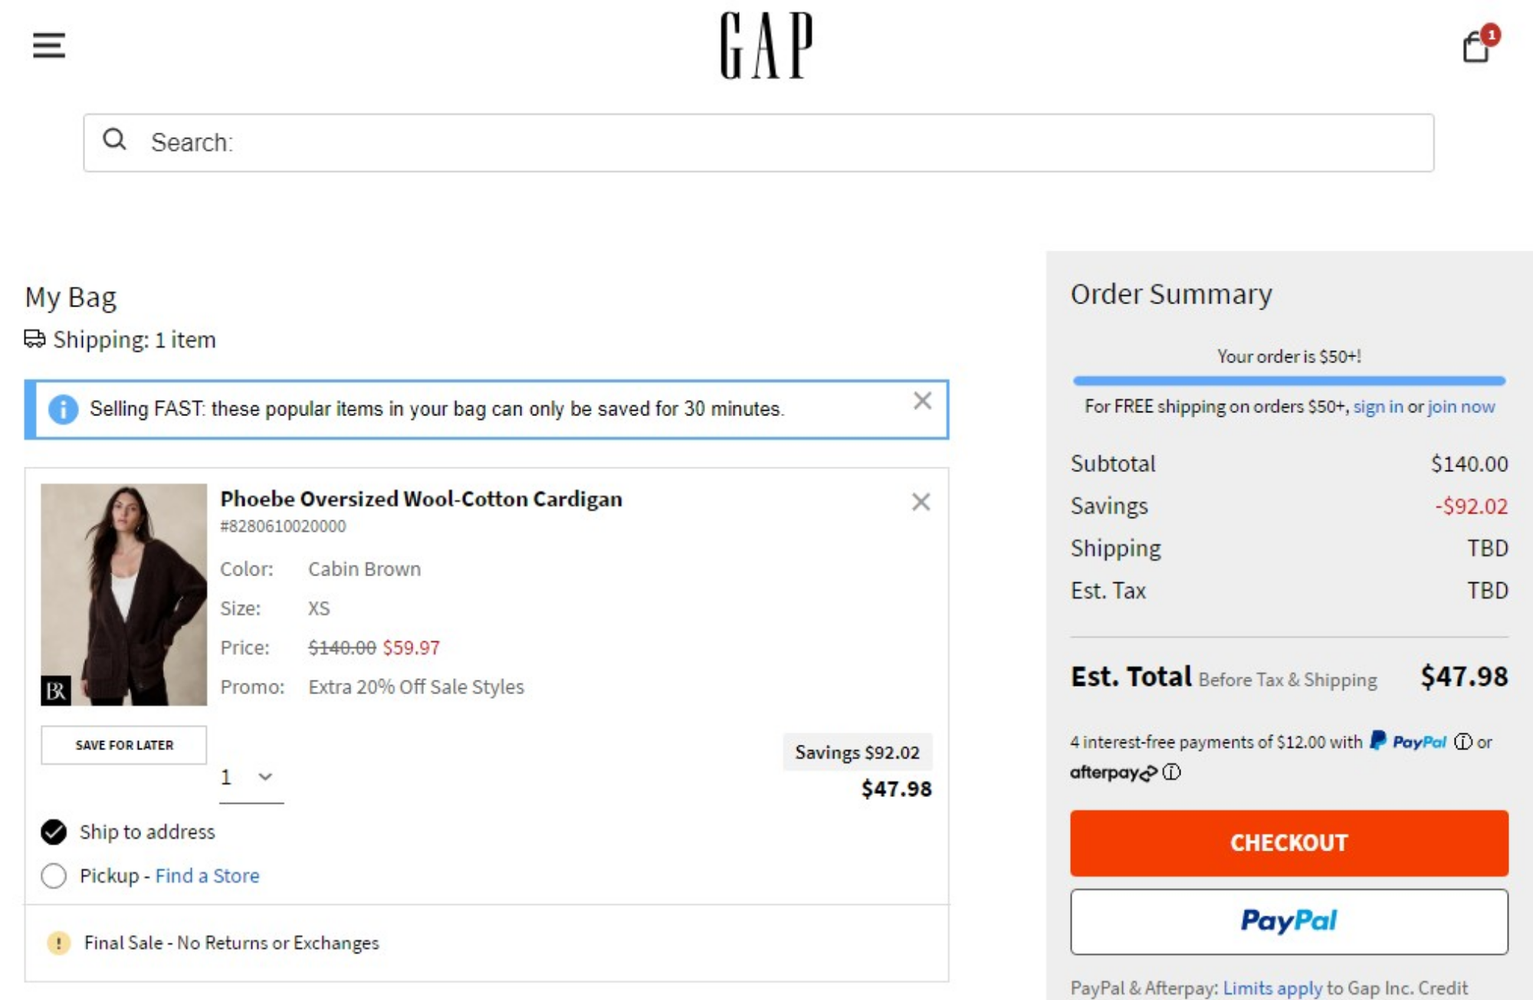 GAP
1
Search:
My Bag
Shipping: 1 item
Selling FAST: these popular items in your bag can only be saved for 30 minutes.
Phoebe Oversized Wool-Cotton Cardigan
#8280610020000
Color: Cabin Brown
Size: XS
Price: $140.00 $59.97
Promo: Extra 20% Off Sale Styles
BR
SAVE FOR LATER
1
Savings $92.02
$47.98
Ship to address
Pickup - Find a Store
Final Sale - No Returns or Exchanges
Order Summary
Your order is $50+!
For FREE shipping on orders $50+, sign in or join now
Subtotal $140.00
Savings -$92.02
Shipping TBD
Est. Tax TBD
Est. Total Before Tax & Shipping $47.98
4 interest-free payments of $12.00 with PayPal or
afterpay
CHECKOUT
PayPal
PayPal & Afterpay: Limits apply to Gap Inc. Credit